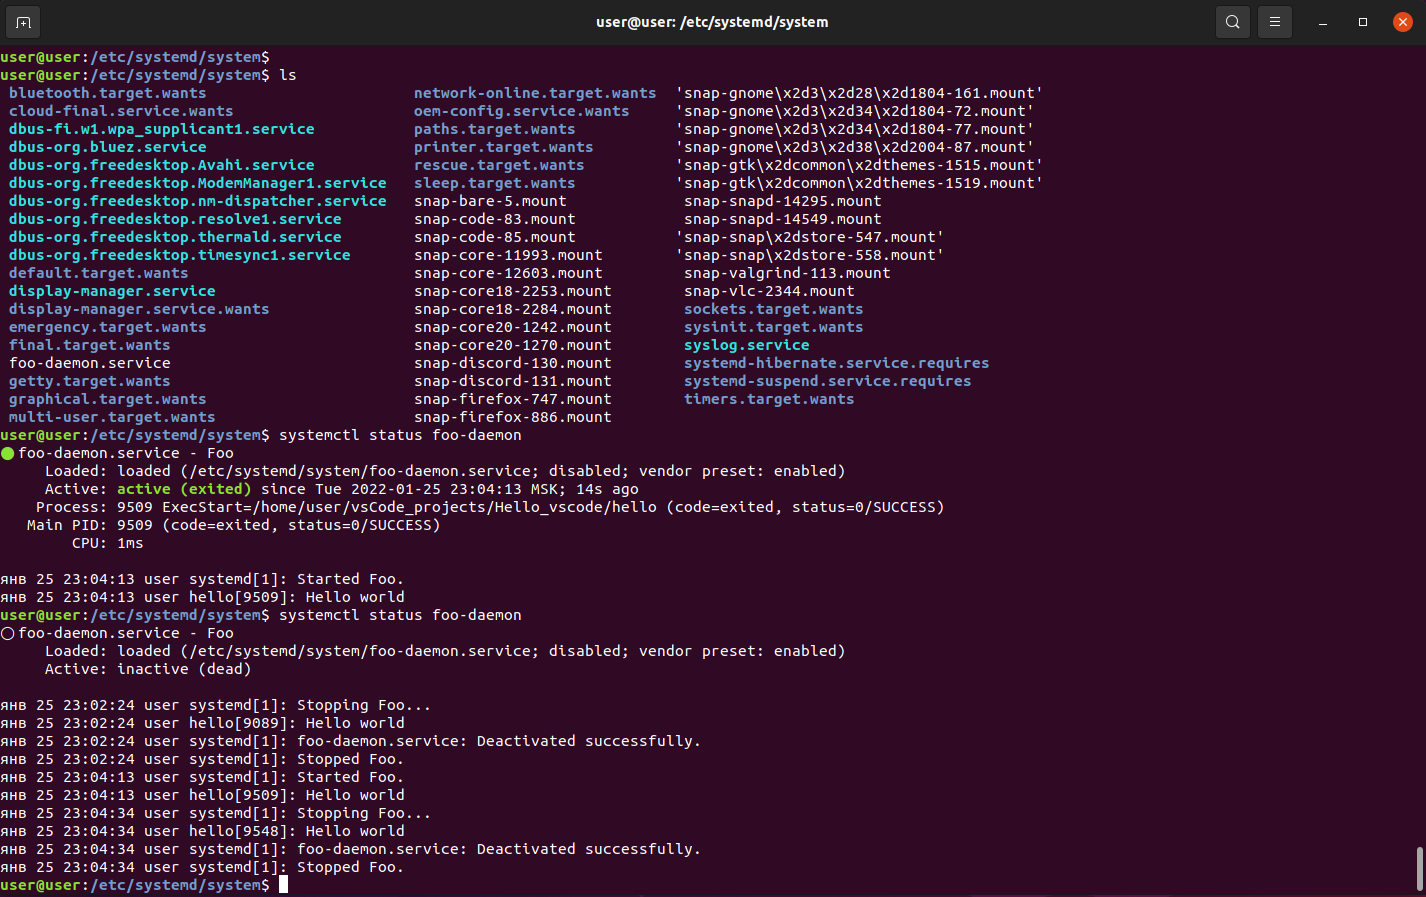 user@user: /etc/systemd/system
user@user:/etc/systemd/system$
user@user:/etc/systemd/system$ ls
bluetooth.target.wants network-online.target.wants 'snap-gnome\x2d3\x2d28\x2d1804-161.mount'
cloud-final.service.wants oem-config.service.wants 'snap-gnome\x2d3\x2d34\x2d1804-72.mount'
dbus-fi.w1.wpa_supplicant1.service paths.target.wants 'snap-gnome\x2d3\x2d34\x2d1804-77.mount'
dbus-org.bluez.service printer.target.wants 'snap-gnome\x2d3\x2d38\x2d2004-87.mount'
dbus-org.freedesktop.Avahi.service rescue.target.wants 'snap-gtk\x2dcommon\x2dthemes-1515.mount'
dbus-org.freedesktop.ModemManager1.service sleep.target.wants 'snap-gtk\x2dcommon\x2dthemes-1519.mount'
dbus-org.freedesktop.nm-dispatcher.service snap-bare-5.mount snap-snapd-14295.mount
dbus-org.freedesktop.resolve1.service snap-code-83.mount snap-snapd-14549.mount
dbus-org.freedesktop.thermald.service snap-code-85.mount 'snap-snap\x2dstore-547.mount'
dbus-org.freedesktop.timesync1.service snap-core-11993.mount 'snap-snap\x2dstore-558.mount'
default.target.wants snap-core-12603.mount snap-valgrind-113.mount
display-manager.service snap-core18-2253.mount snap-vlc-2344.mount
display-manager.service.wants snap-core18-2284.mount sockets.target.wants
emergency.target.wants snap-core20-1242.mount sysinit.target.wants
final.target.wants snap-core20-1270.mount syslog.service
foo-daemon.service snap-discord-130.mount systemd-hibernate.service.requires
getty.target.wants snap-discord-131.mount systemd-suspend.service.requires
graphical.target.wants snap-firefox-747.mount timers.target.wants
multi-user.target.wants snap-firefox-886.mount
user@user:/etc/systemd/system$ systemctl status foo-daemon
● foo-daemon.service - Foo
Loaded: loaded (/etc/systemd/system/foo-daemon.service; disabled; vendor preset: enabled)
Active: active (exited) since Tue 2022-01-25 23:04:13 MSK; 14s ago
Process: 9509 ExecStart=/home/user/vsCode_projects/Hello_vscode/hello (code=exited, status=0/SUCCESS)
Main PID: 9509 (code=exited, status=0/SUCCESS)
CPU: 1ms
янв 25 23:04:13 user systemd[1]: Started Foo.
янв 25 23:04:13 user hello[9509]: Hello world
user@user:/etc/systemd/system$ systemctl status foo-daemon
○ foo-daemon.service - Foo
Loaded: loaded (/etc/systemd/system/foo-daemon.service; disabled; vendor preset: enabled)
Active: inactive (dead)
янв 25 23:02:24 user systemd[1]: Stopping Foo...
янв 25 23:02:24 user hello[9089]: Hello world
янв 25 23:02:24 user systemd[1]: foo-daemon.service: Deactivated successfully.
янв 25 23:02:24 user systemd[1]: Stopped Foo.
янв 25 23:04:13 user systemd[1]: Started Foo.
янв 25 23:04:13 user hello[9509]: Hello world
янв 25 23:04:34 user systemd[1]: Stopping Foo...
янв 25 23:04:34 user hello[9548]: Hello world
янв 25 23:04:34 user systemd[1]: foo-daemon.service: Deactivated successfully.
янв 25 23:04:34 user systemd[1]: Stopped Foo.
user@user:/etc/systemd/system$